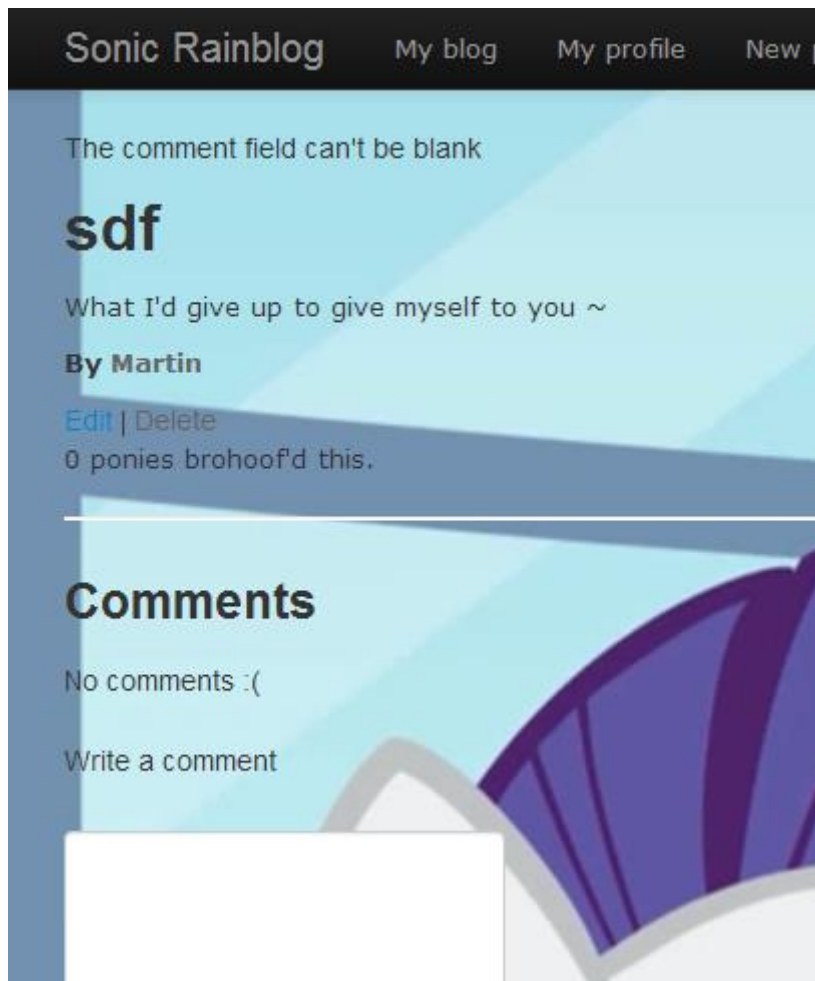 Sonic Rainblog My blog My profile New
The comment field can't be blank
sdf
What I'd give up to give myself to you ~
By Martin
Edit | Delete
0 ponies brohoof'd this.
Comments
No comments :(
Write a comment